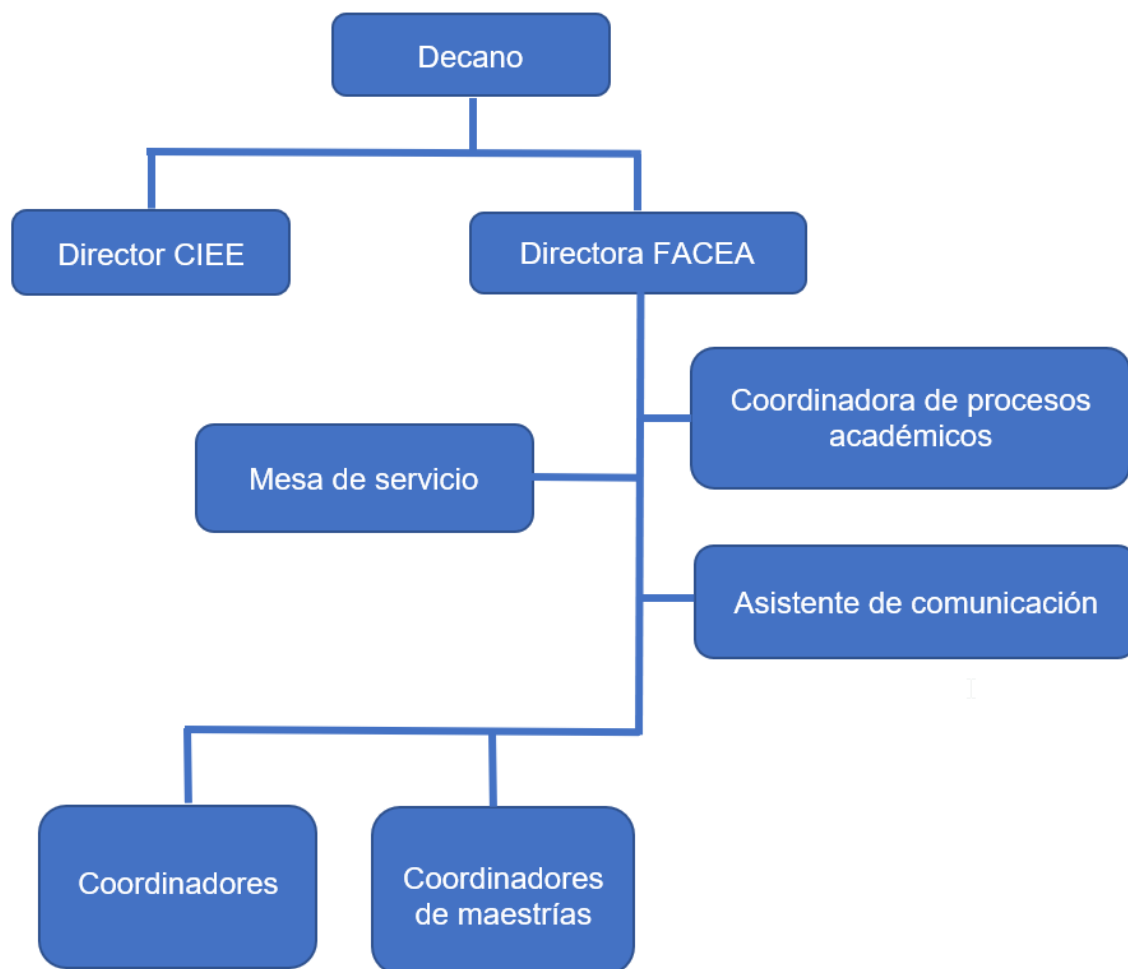 Decano
Director CIEE
Directora FACEA
Coordinadora de procesos
académicos
Mesa de servicio
Asistente de comunicación
Coordinadores
Coordinadores
de maestrías